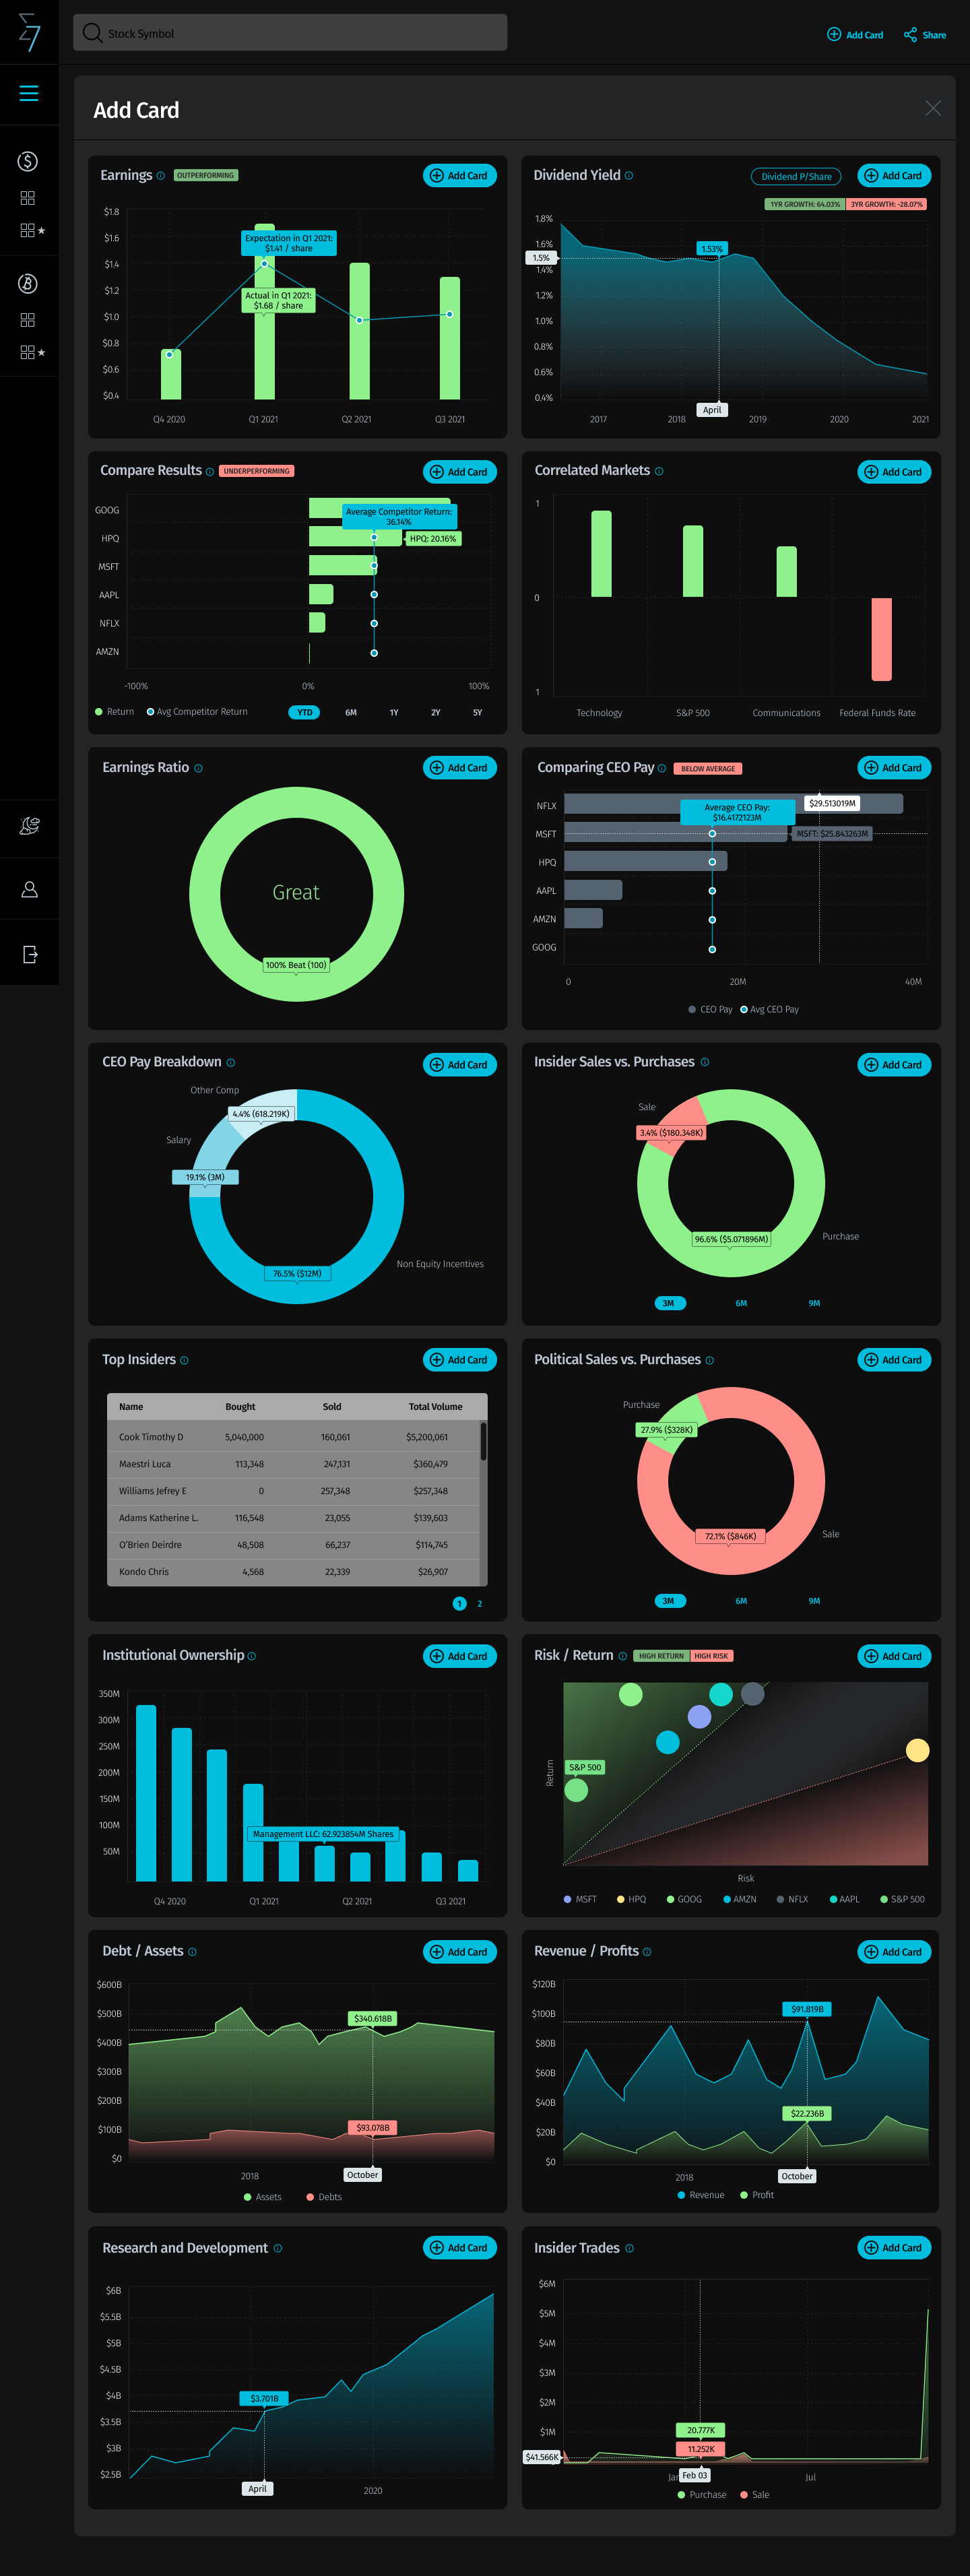 Stock Symbol
Add Card
Share
Add Card
Earnings
OUTPERFORMING
Add Card
$1.8
$1.6
$1.4
$1.2
$1.0
$0.8
$0.6
$0.4
Expectation in Q1 2021:
$1.41 / share
Actual in Q1 2021:
$1.68 / share
Q4 2020
Q1 2021
Q2 2021
Q3 2021
Dividend Yield
Dividend P/Share
Add Card
1YR GROWTH: 64.03%
3YR GROWTH: -28.07%
1.8%
1.6%
1.5%
1.4%
1.2%
1.0%
0.8%
0.6%
0.4%
1.53%
April
2017
2018
2019
2020
2021
Compare Results
UNDERPERFORMING
Add Card
GOOG
HPQ
MSFT
AAPL
NFLX
AMZN
Average Competitor Return:
36.14%
HPQ: 20.16%
-100%
0%
100%
Return
Avg Competitor Return
YTD
6M
1Y
2Y
5Y
Correlated Markets
Add Card
1
0
1
Technology
S&P 500
Communications
Federal Funds Rate
Earnings Ratio
Add Card
Great
100% Beat (100)
Comparing CEO Pay
BELOW AVERAGE
Add Card
NFLX
MSFT
HPQ
AAPL
AMZN
GOOG
Average CEO Pay:
$16.4172123M
$29.513019M
MSFT: $25.843263M
0
20M
40M
CEO Pay
Avg CEO Pay
CEO Pay Breakdown
Add Card
Other Comp
4.4% (618.219K)
Salary
19.1% (3M)
76.5% ($12M)
Non Equity Incentives
Insider Sales vs. Purchases
Add Card
Sale
3.4% ($180.348K)
96.6% ($5.071896M)
Purchase
3M
6M
9M
Top Insiders
Add Card
Name Bought Sold Total Volume
Cook Timothy D 5,040,000 160,061 $5,200,061
Maestri Luca 113,348 247,131 $360,479
Williams Jefrey E 0 257,348 $257,348
Adams Katherine L. 116,548 23,055 $139,603
O'Brien Deirdre 48,508 66,237 $114,745
Kondo Chris 4,568 22,339 $26,907
1 2
Political Sales vs. Purchases
Add Card
Purchase
27.9% ($328K)
72.1% ($846K)
Sale
3M
6M
9M
Institutional Ownership
Add Card
350M
300M
250M
200M
150M
100M
50M
Management LLC: 62.923854M Shares
Q4 2020
Q1 2021
Q2 2021
Q3 2021
Risk / Return
HIGH RETURN
HIGH RISK
Add Card
Return
S&P 500
Risk
MSFT
HPQ
GOOG
AMZN
NFLX
AAPL
S&P 500
Debt / Assets
Add Card
$600B
$500B
$400B
$300B
$200B
$100B
$0
$340.618B
$93.078B
2018
October
Assets
Debts
Revenue / Profits
Add Card
$120B
$100B
$80B
$60B
$40B
$20B
$0
$91.819B
$22.236B
2018
October
Revenue
Profit
Research and Development
Add Card
$6B
$5.5B
$5B
$4.5B
$4B
$3.5B
$3B
$2.5B
$3.701B
April
2020
Insider Trades
Add Card
$6M
$5M
$4M
$3M
$2M
$1M
$41.566K
20.777K
11.252K
Feb 03
Jul
Purchase
Sale